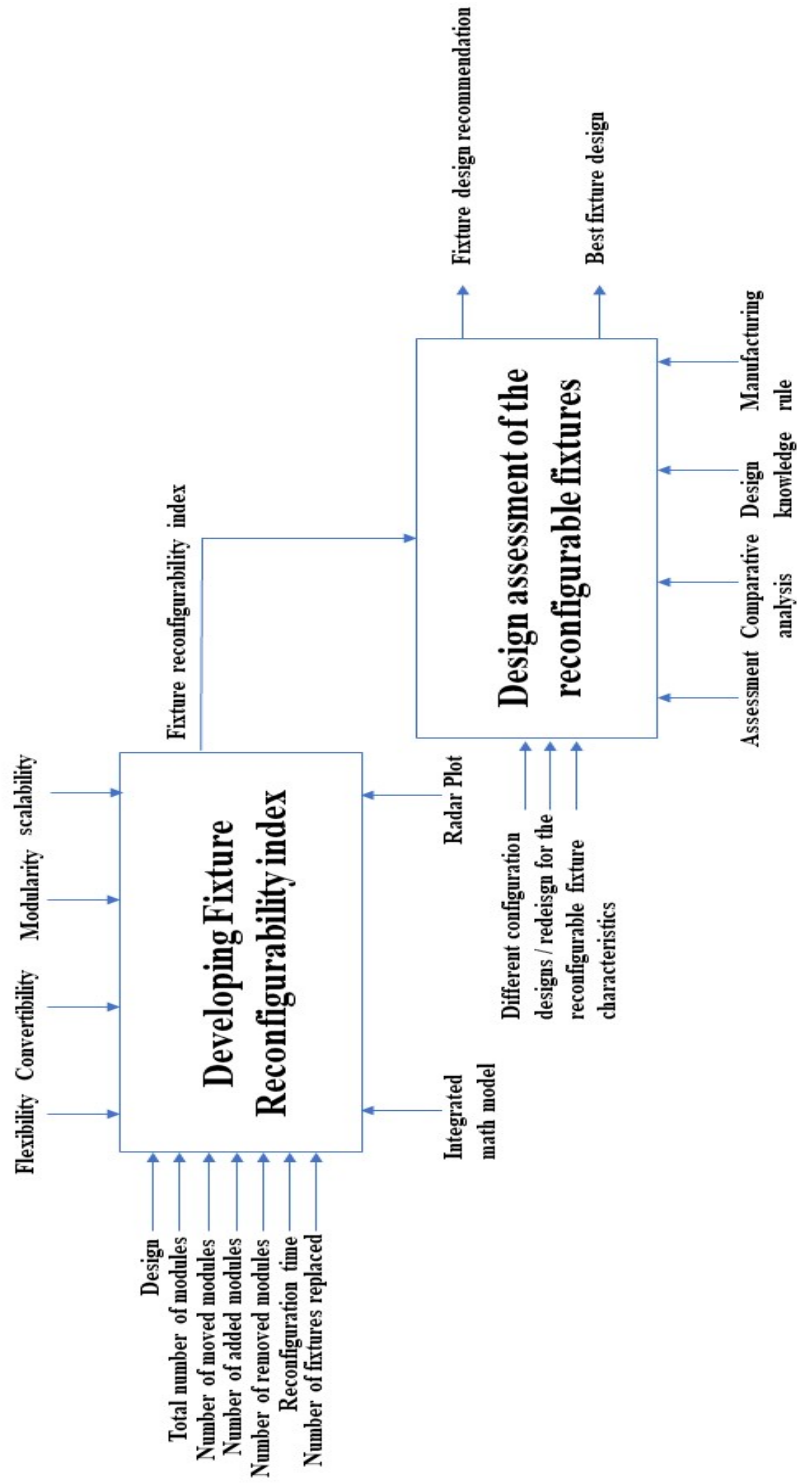 Flexibility Convertibility Modularity scalability
Design
Total number of modules
Number of moved modules
Number of added modules
Number of removed modules
Reconfiguration time
Number of fixtures replaced
Developing Fixture
Reconfigurability index
Fixture reconfigurability index
Integrated
math model
Radar Plot
Different configuration
designs / redeisgn for the
reconfigurable fixture
characteristics
Design assessment of the
reconfigurable fixtures
Fixture design recommendation
Best fixture design
Assessment Comparative Design Manufacturing
analysis knowledge rule